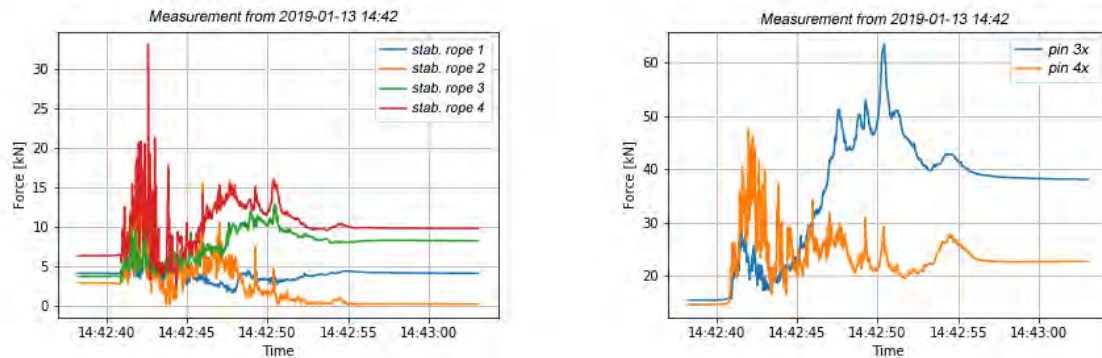 Measurement from 2019-01-13 14:42
30
25
20
15
10
5
0
Force [kN]
stab. rope 1
stab. rope 2
stab. rope 3
stab. rope 4
14:42:40 14:42:45 14:42:50 14:42:55 14:43:00
Time
Measurement from 2019-01-13 14:42
60
50
40
30
20
Force [kN]
pin 3x
pin 4x
14:42:40 14:42:45 14:42:50 14:42:55 14:43:00
Time